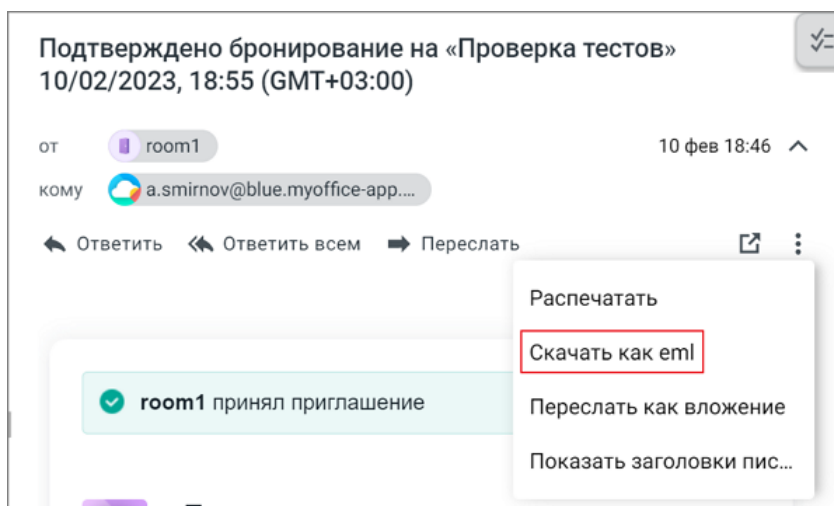 Подтверждено бронирование на «Проверка тестов»
10/02/2023, 18:55 (GMT+03:00)
от room1 10 фев 18:46
кому a.smirnov@blue.myoffice-app....
Ответить Ответить всем Переслать
Распечатать
Скачать как eml
room1 принял приглашение
Переслать как вложение
Показать заголовки пис...